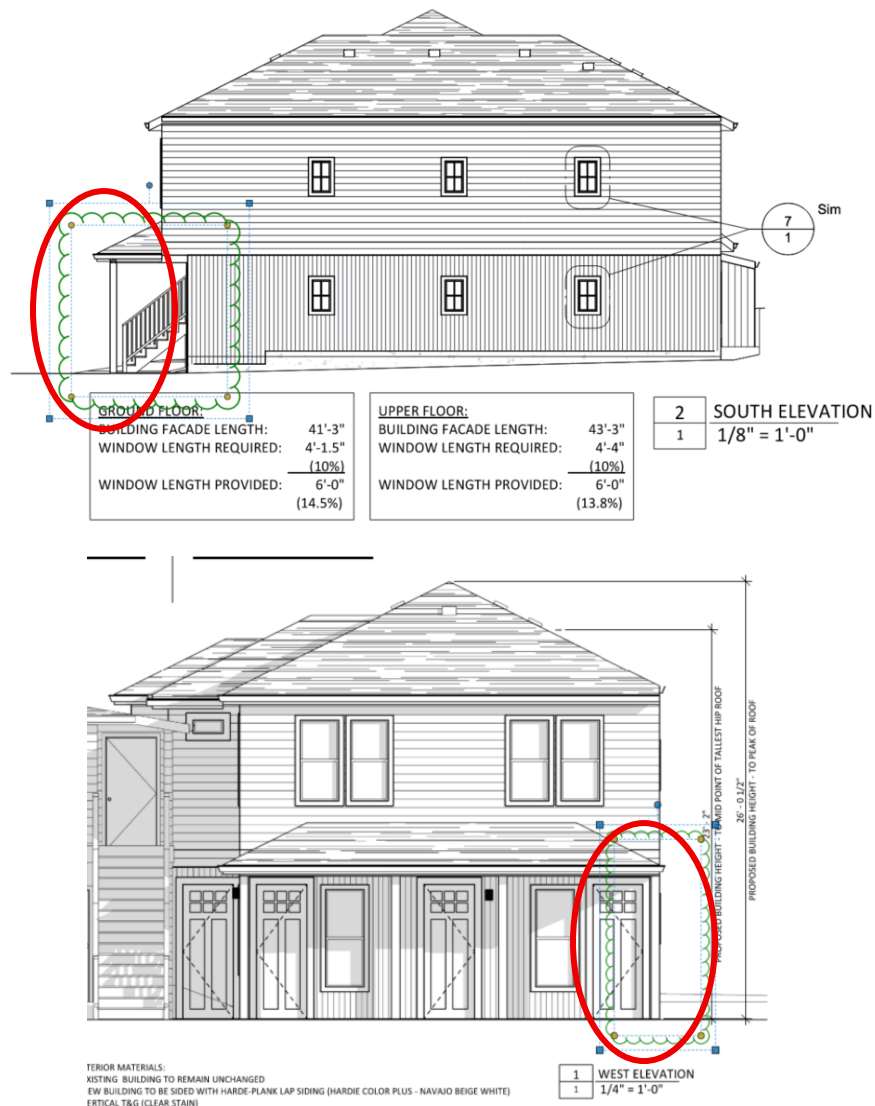 7
1
Sim
GROUND FLOOR:
BUILDING FACADE LENGTH: 41'-3"
WINDOW LENGTH REQUIRED: 4'-1.5"
(10%)
WINDOW LENGTH PROVIDED: 6'-0"
(14.5%)
UPPER FLOOR:
BUILDING FACADE LENGTH: 43'-3"
WINDOW LENGTH REQUIRED: 4'-4"
(10%)
WINDOW LENGTH PROVIDED: 6'-0"
(13.8%)
2 SOUTH ELEVATION
1 1/8" = 1'-0"
23' - 2"
PROPOSED BUILDING HEIGHT - TO MID POINT OF TALLEST HIP ROOF
26' - 0 1/2"
PROPOSED BUILDING HEIGHT - TO PEAK OF ROOF
TERIOR MATERIALS:
XISTING BUILDING TO REMAIN UNCHANGED
EW BUILDING TO BE SIDED WITH HARDE-PLANK LAP SIDING (HARDIE COLOR PLUS - NAVAJO BEIGE WHITE)
ERTICAL T&G (CLEAR STAIN)
1 WEST ELEVATION
1 1/4" = 1'-0"